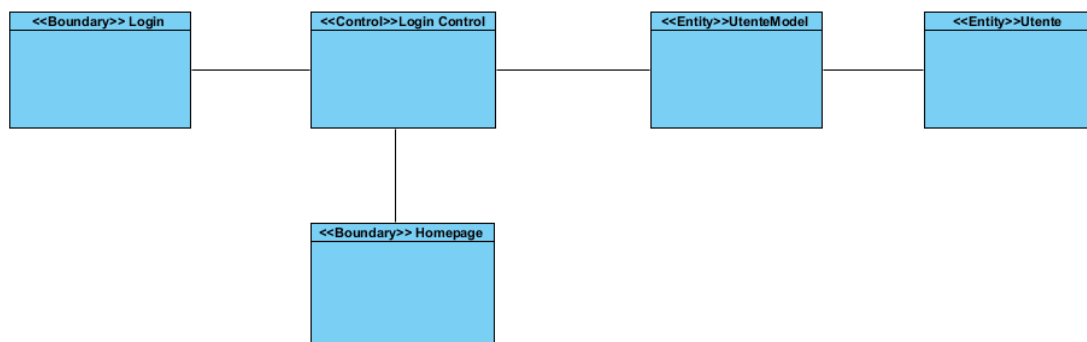 <<Boundary>> Login
<<Control>>Login Control
<<Entity>>UtenteModel
<<Entity>>Utente
<<Boundary>> Homepage